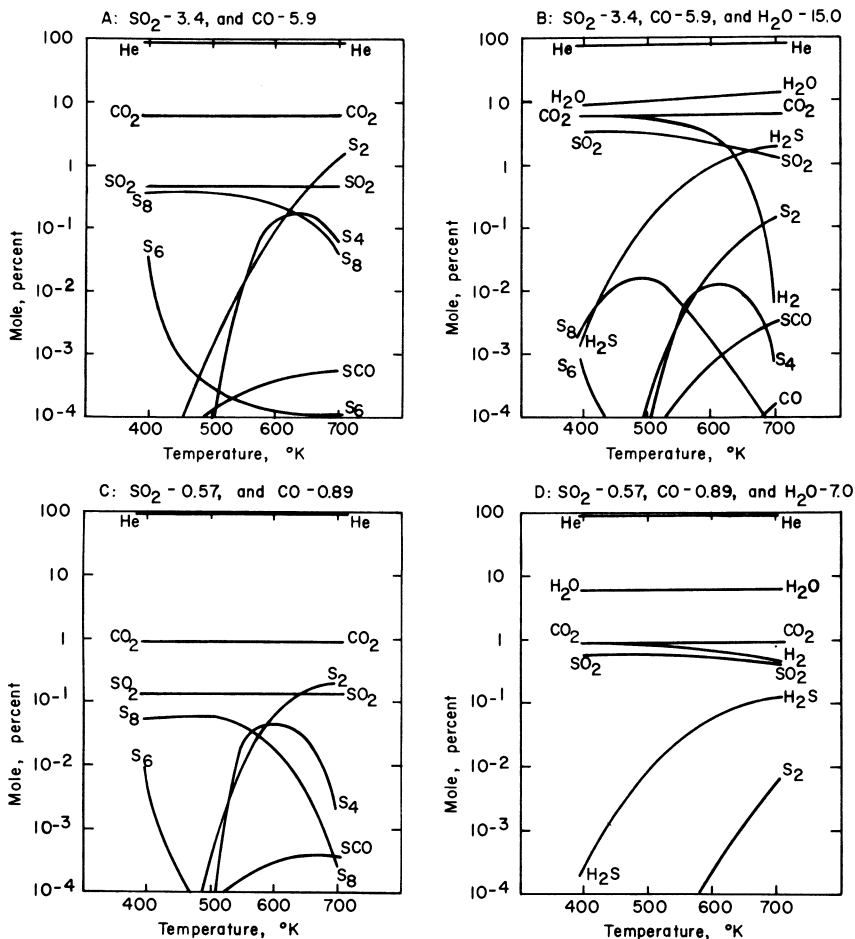 A: SO2-3.4, and CO-5.9
100
10
1
10-1
10-2
10-3
10-4
Mole, percent
He He
CO2 CO2
S2
SO2 SO2
S8
S6
S4
S8
SCO
S6
400 500 600 700
Temperature, °K
B: SO2-3.4, CO-5.9, and H2O-15.0
100
10
1
10-1
10-2
10-3
10-4
Mole, percent
He He
H2O H2O
CO2 CO2
SO2 H2S
SO2
S2
H2
S8
SCO
H2S
S4
S6
CO
400 500 600 700
Temperature, °K
C: SO2-0.57, and CO-0.89
100
10
1
10-1
10-2
10-3
10-4
Mole, percent
He He
CO2 CO2
S2
SO2 SO2
S8
S6
S4
SCO
S8
400 500 600 700
Temperature, °K
D: SO2-0.57, CO-0.89, and H2O-7.0
100
10
1
10-1
10-2
10-3
10-4
Mole, percent
He He
H2O H2O
CO2 CO2
H2
SO2 SO2
H2S
S2
H2S
400 500 600 700
Temperature, °K